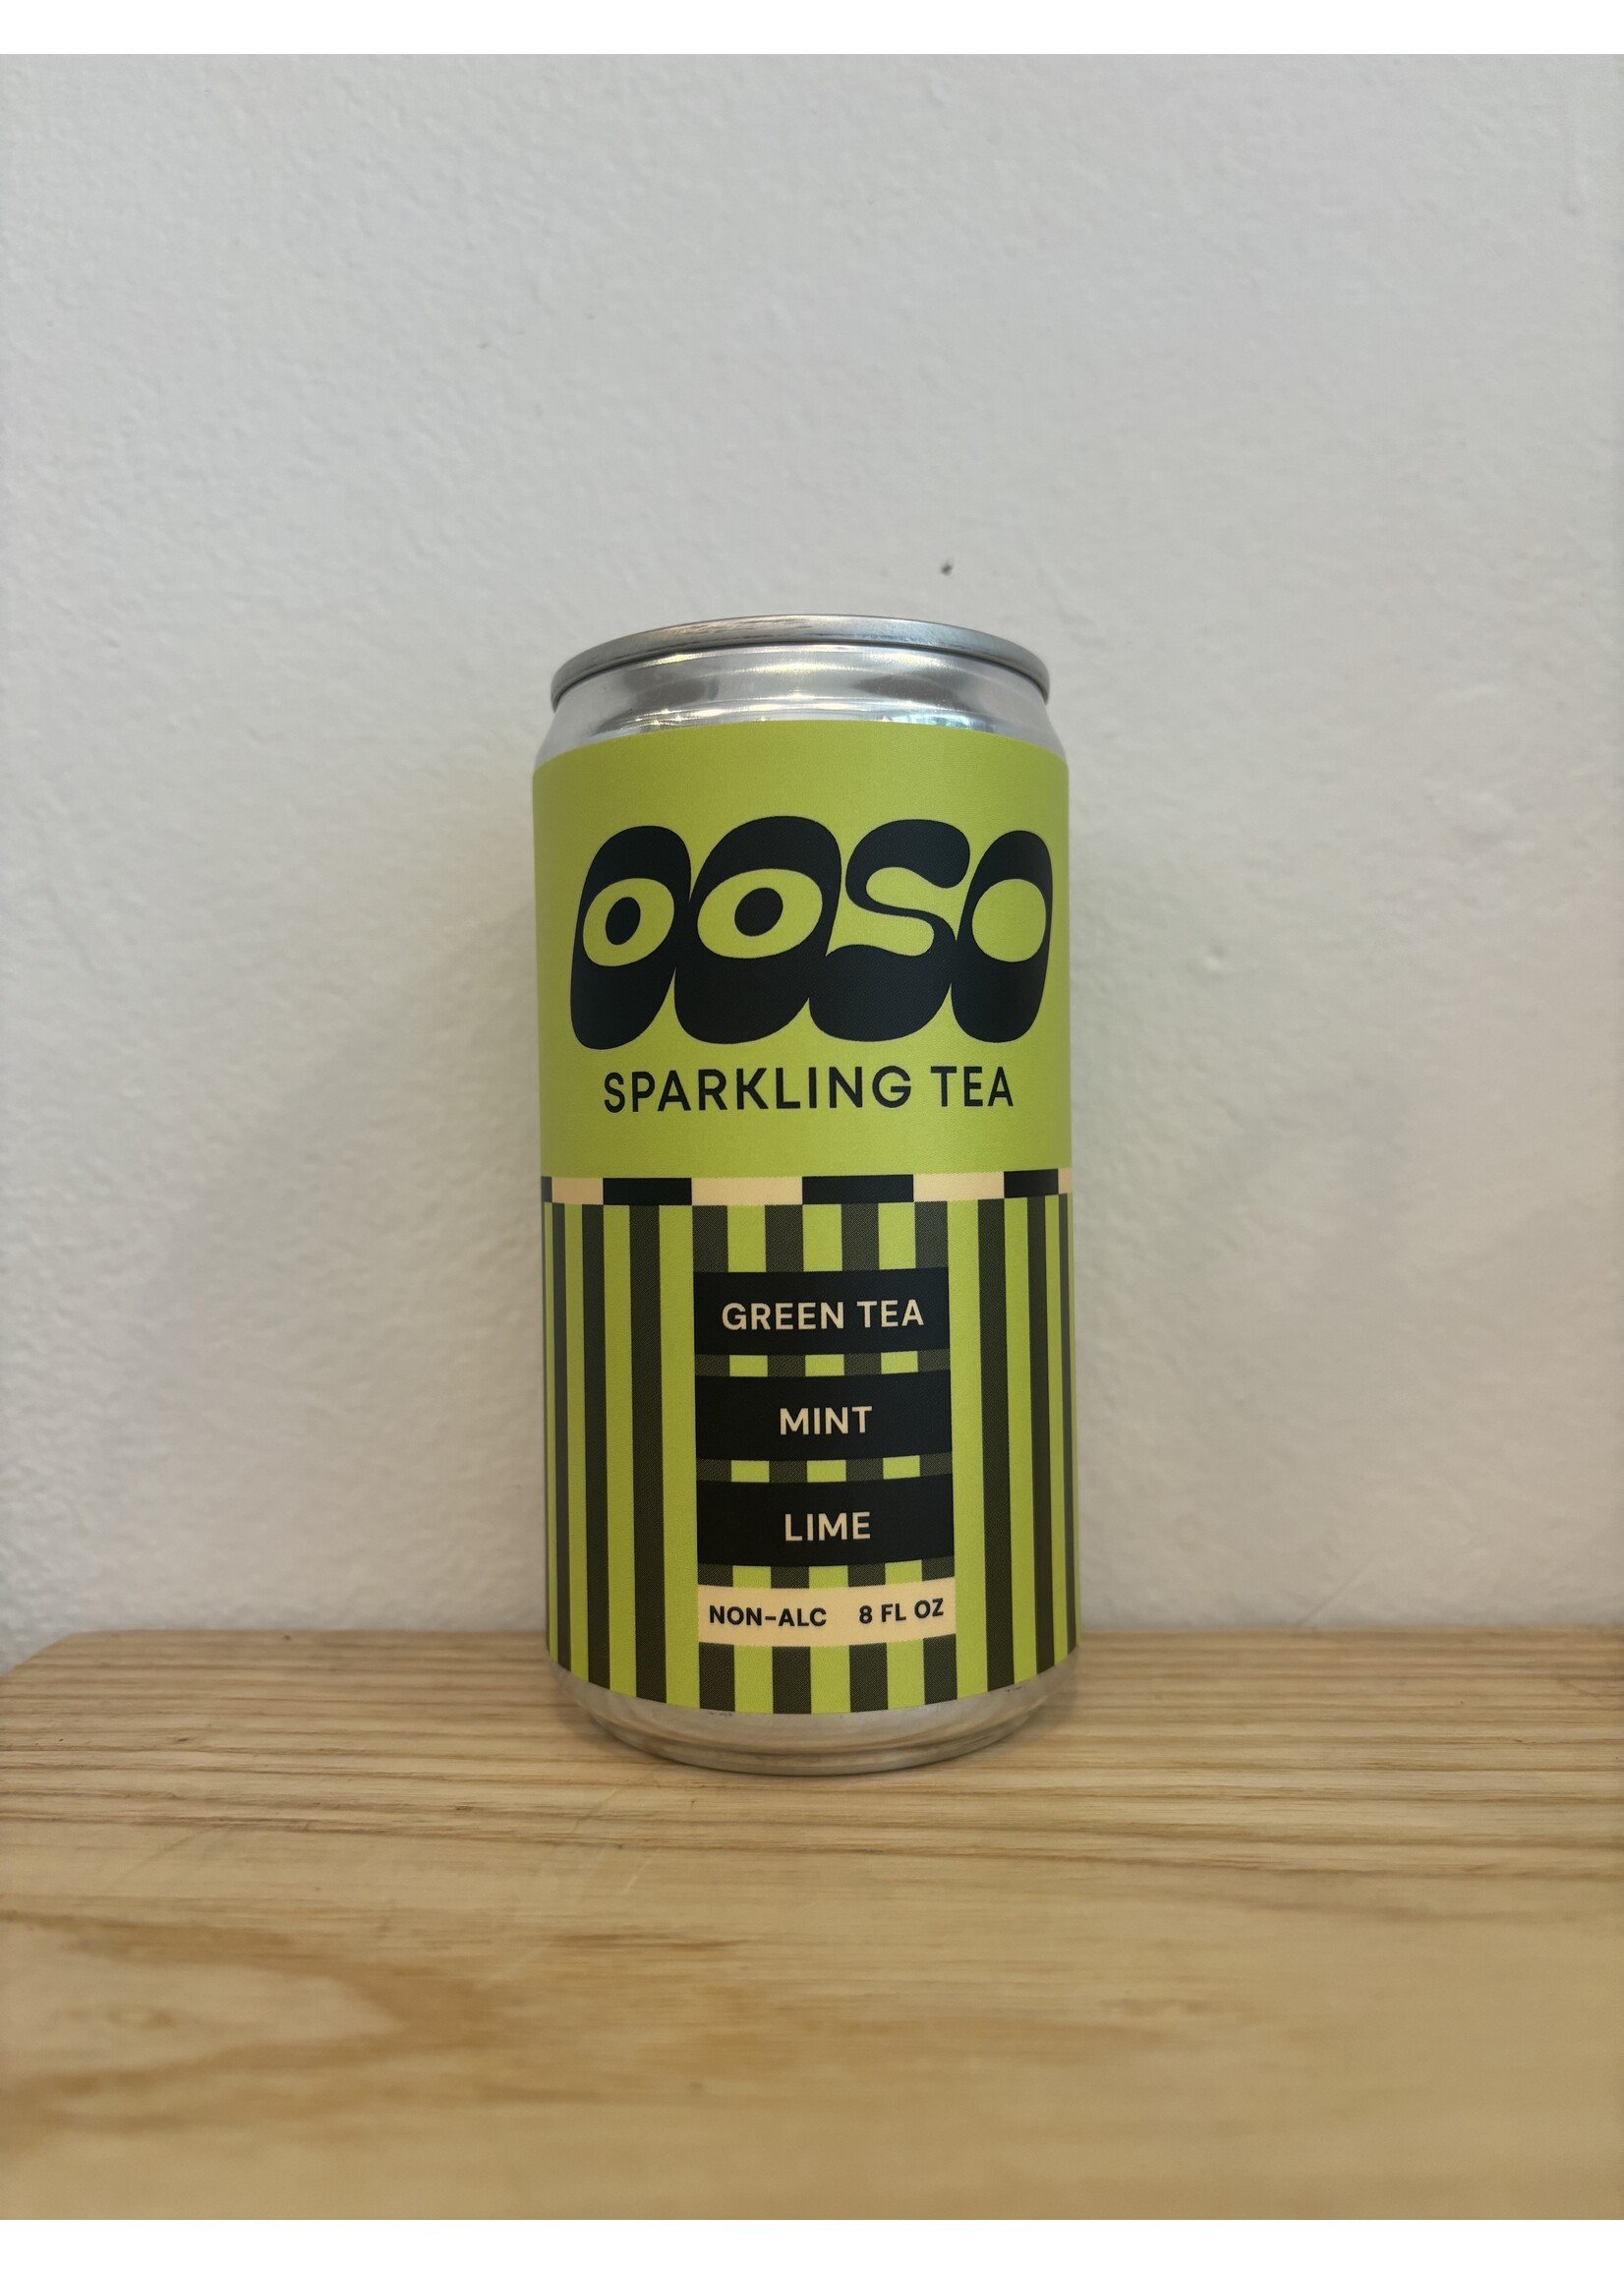 OOSO
SPARKLING TEA
GREEN TEA
MINT
LIME
NON-ALC 8 FL OZ